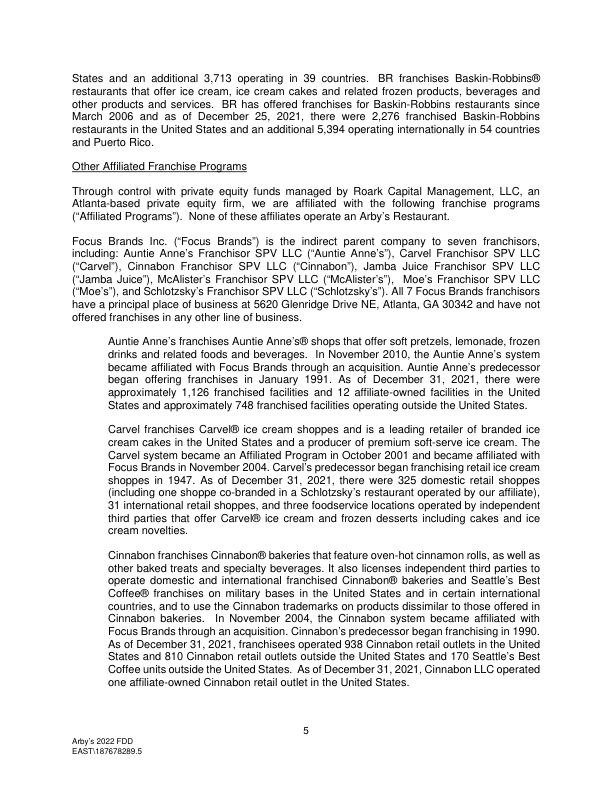 States and an additional 3,713 operating in 39 countries. BR franchises Baskin-Robbins®
restaurants that offer ice cream, ice cream cakes and related frozen products, beverages and
other products and services. BR has offered franchises for Baskin-Robbins restaurants since
March 2006 and as of December 25, 2021, there were 2,276 franchised Baskin-Robbins
restaurants in the United States and an additional 5,394 operating internationally in 54 countries
and Puerto Rico.
Other Affiliated Franchise Programs
Through control with private equity funds managed by Roark Capital Management, LLC, an
Atlanta-based private equity firm, we are affiliated with the following franchise programs
(“Affiliated Programs”). None of these affiliates operate an Arby’s Restaurant.
Focus Brands Inc. (“Focus Brands”) is the indirect parent company to seven franchisors,
including: Auntie Anne’s Franchisor SPV LLC (“Auntie Anne’s”), Carvel Franchisor SPV LLC
(“Carvel”), Cinnabon Franchisor SPV LLC (“Cinnabon”), Jamba Juice Franchisor SPV LLC
(“Jamba Juice”), McAlister’s Franchisor SPV LLC (“McAlister’s”), Moe’s Franchisor SPV LLC
(“Moe’s”), and Schlotzsky’s Franchisor SPV LLC (“Schlotzsky’s”). All 7 Focus Brands franchisors
have a principal place of business at 5620 Glenridge Drive NE, Atlanta, GA 30342 and have not
offered franchises in any other line of business.
Auntie Anne’s franchises Auntie Anne’s® shops that offer soft pretzels, lemonade, frozen
drinks and related foods and beverages. In November 2010, the Auntie Anne’s system
became affiliated with Focus Brands through an acquisition. Auntie Anne’s predecessor
began offering franchises in January 1991. As of December 31, 2021, there were
approximately 1,126 franchised facilities and 12 affiliate-owned facilities in the United
States and approximately 748 franchised facilities operating outside the United States.
Carvel franchises Carvel® ice cream shoppes and is a leading retailer of branded ice
cream cakes in the United States and a producer of premium soft-serve ice cream. The
Carvel system became an Affiliated Program in October 2001 and became affiliated with
Focus Brands in November 2004. Carvel’s predecessor began franchising retail ice cream
shoppes in 1947. As of December 31, 2021, there were 325 domestic retail shoppes
(including one shoppe co-branded in a Schlotzsky’s restaurant operated by our affiliate),
31 international retail shoppes, and three foodservice locations operated by independent
third parties that offer Carvel® ice cream and frozen desserts including cakes and ice
cream novelties.
Cinnabon franchises Cinnabon® bakeries that feature oven-hot cinnamon rolls, as well as
other baked treats and specialty beverages. It also licenses independent third parties to
operate domestic and international franchised Cinnabon® bakeries and Seattle’s Best
Coffee® franchises on military bases in the United States and in certain international
countries, and to use the Cinnabon trademarks on products dissimilar to those offered in
Cinnabon bakeries. In November 2004, the Cinnabon system became affiliated with
Focus Brands through an acquisition. Cinnabon’s predecessor began franchising in 1990.
As of December 31, 2021, franchisees operated 938 Cinnabon retail outlets in the United
States and 810 Cinnabon retail outlets outside the United States and 170 Seattle’s Best
Coffee units outside the United States. As of December 31, 2021, Cinnabon LLC operated
one affiliate-owned Cinnabon retail outlet in the United States.
5
Arby’s 2022 FDD
EAST\187678289.5